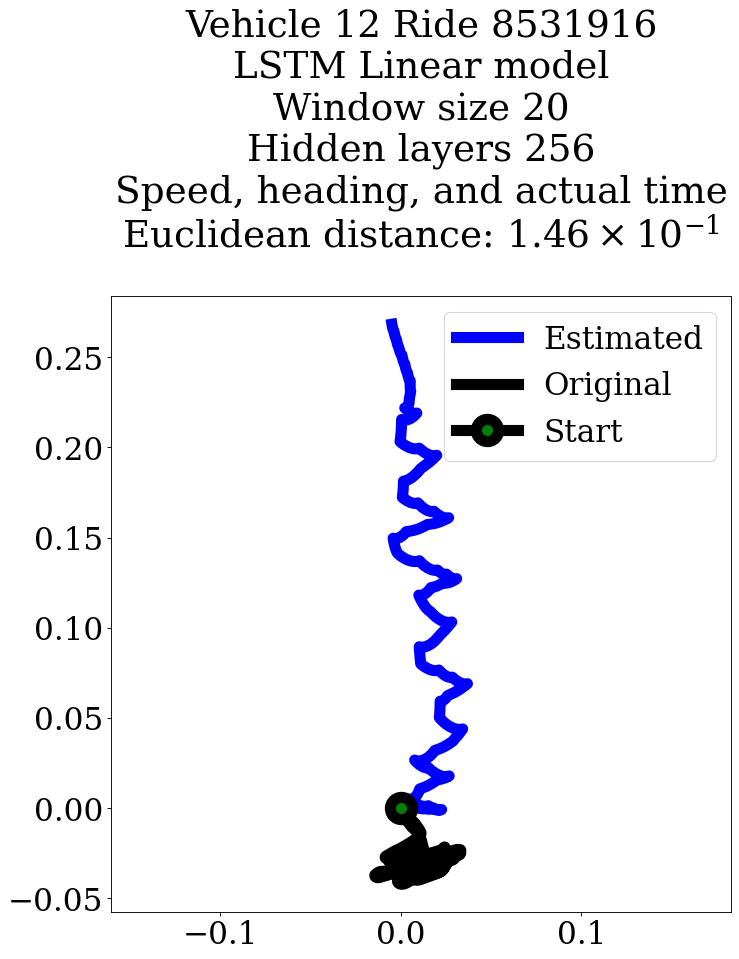 Vehicle 12 Ride 8531916
LSTM Linear model
Window size 20
Hidden layers 256
Speed, heading, and actual time
Euclidean distance: 1.46 × 10⁻¹
Estimated
Original
Start
0.25
0.20
0.15
0.10
0.05
0.00
−0.05
−0.1 0.0 0.1